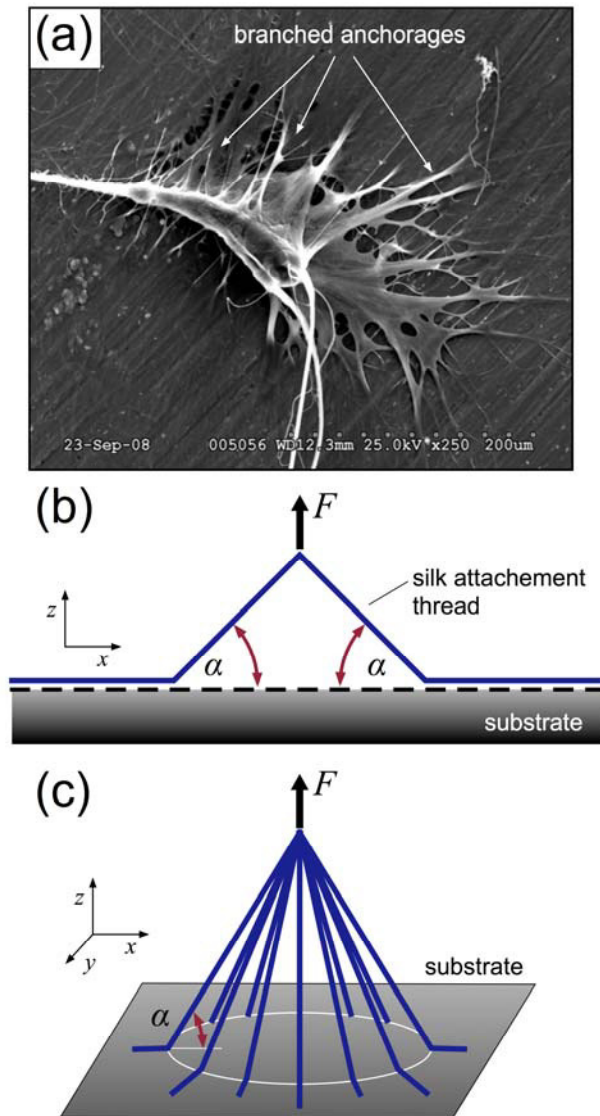 (a)
branched anchorages
23-Sep-08 005056 WD12.3mm 25.0kV x250 200um
(b)
F
z
x
α
α
silk attachement
thread
substrate
(c)
F
z
x
y
substrate
α